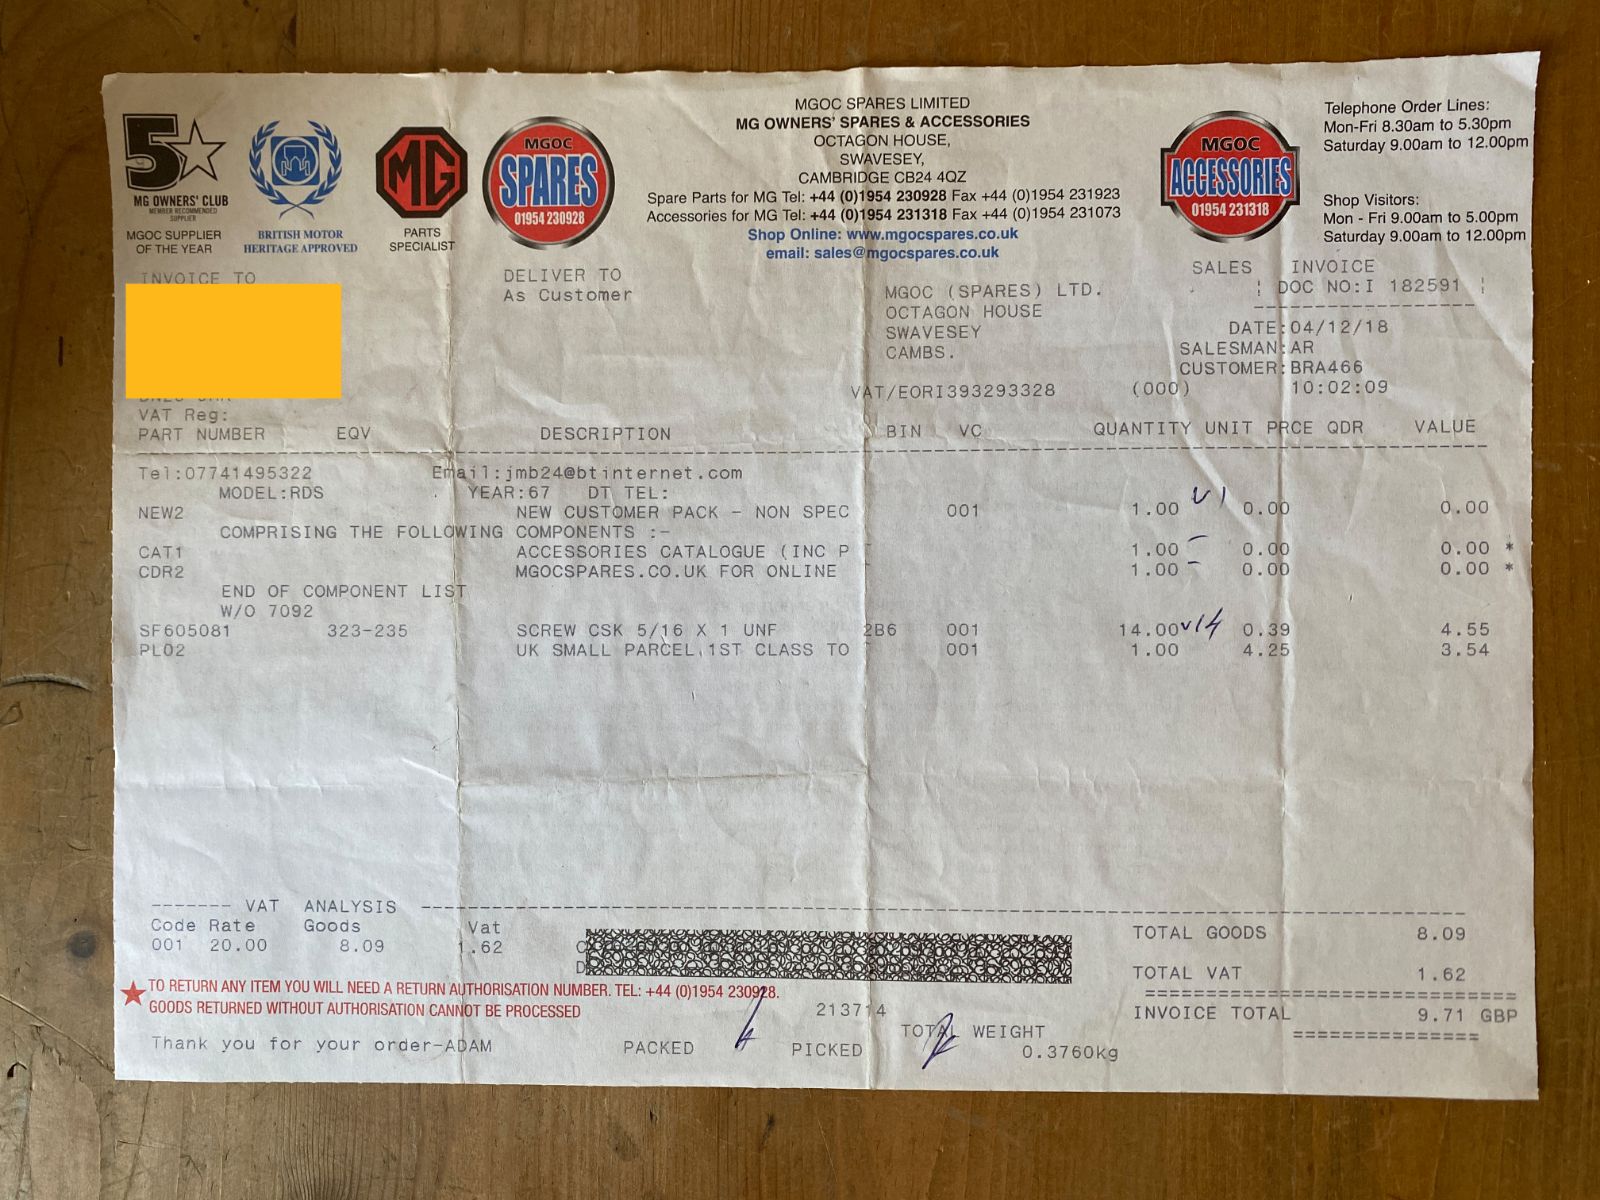 5
MG OWNERS' CLUB
MEMBER RECOMMENDED
SUPPLIER
MGOC SUPPLIER
OF THE YEAR
BRITISH MOTOR
HERITAGE APPROVED
MG
PARTS
SPECIALIST
MGOC
SPARES
01954 230928
MGOC SPARES LIMITED
MG OWNERS' SPARES & ACCESSORIES
OCTAGON HOUSE,
SWAVESEY,
CAMBRIDGE CB24 4QZ
Spare Parts for MG Tel: +44 (0)1954 230928 Fax +44 (0)1954 231923
Accessories for MG Tel: +44 (0)1954 231318 Fax +44 (0)1954 231073
Shop Online: www.mgocspares.co.uk
email: sales@mgocspares.co.uk
MGOC
ACCESSORIES
01954 231318
Telephone Order Lines:
Mon-Fri 8.30am to 5.30pm
Saturday 9.00am to 12.00pm
Shop Visitors:
Mon - Fri 9.00am to 5.00pm
Saturday 9.00am to 12.00pm
INVOICE TO
DELIVER TO
As Customer
MGOC (SPARES) LTD.
OCTAGON HOUSE
SWAVESEY
CAMBS.
VAT/EORI393293328 (000)
SALES INVOICE
DOC NO:I 182591
DATE:04/12/18
SALESMAN:AR
CUSTOMER:BRA466
10:02:09
VAT Reg:
PART NUMBER EQV DESCRIPTION BIN VC QUANTITY UNIT PRCE QDR VALUE
Tel:07741495322 Email:jmb24@btinternet.com
MODEL:RDS YEAR:67 DT TEL:
NEW2 NEW CUSTOMER PACK - NON SPEC 001 1.00 0.00 0.00
COMPRISING THE FOLLOWING COMPONENTS :-
CAT1 ACCESSORIES CATALOGUE (INC P 1.00 0.00 0.00 *
CDR2 MGOCSPARES.CO.UK FOR ONLINE 1.00 0.00 0.00 *
END OF COMPONENT LIST
W/O 7092
SF605081 323-235 SCREW CSK 5/16 X 1 UNF 2B6 001 14.00 0.39 4.55
PL02 UK SMALL PARCEL 1ST CLASS TO 001 1.00 4.25 3.54
VAT ANALYSIS
Code Rate Goods Vat
001 20.00 8.09 1.62
TOTAL GOODS 8.09
TOTAL VAT 1.62
INVOICE TOTAL 9.71 GBP
TO RETURN ANY ITEM YOU WILL NEED A RETURN AUTHORISATION NUMBER. TEL: +44 (0)1954 230928.
GOODS RETURNED WITHOUT AUTHORISATION CANNOT BE PROCESSED
213714
Thank you for your order-ADAM PACKED PICKED TOTAL WEIGHT
0.3760kg